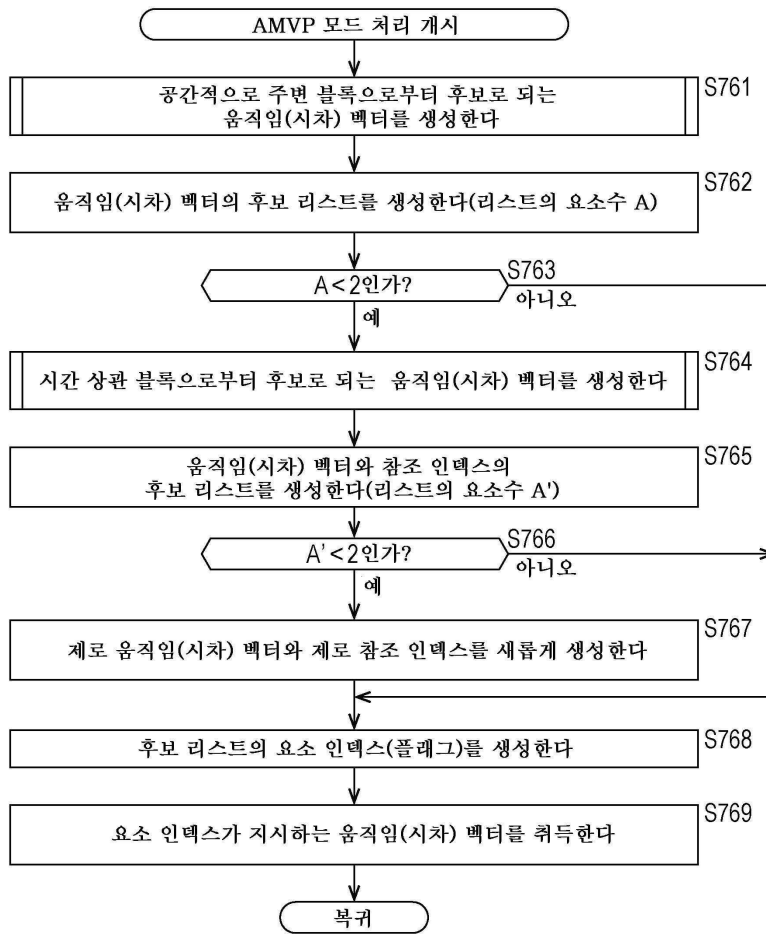 AMVP 모드 처리 개시
공간적으로 주변 블록으로부터 후보로 되는
움직임(시차) 벡터를 생성한다
S761
움직임(시차) 벡터의 후보 리스트를 생성한다(리스트의 요소수 A)
S762
A<2인가?
S763
아니오
예
시간 상관 블록으로부터 후보로 되는 움직임(시차) 벡터를 생성한다
S764
움직임(시차) 벡터와 참조 인덱스의
후보 리스트를 생성한다(리스트의 요소수 A')
S765
A'<2인가?
S766
아니오
예
제로 움직임(시차) 벡터와 제로 참조 인덱스를 새롭게 생성한다
S767
후보 리스트의 요소 인덱스(플래그)를 생성한다
S768
요소 인덱스가 지시하는 움직임(시차) 벡터를 취득한다
S769
복귀